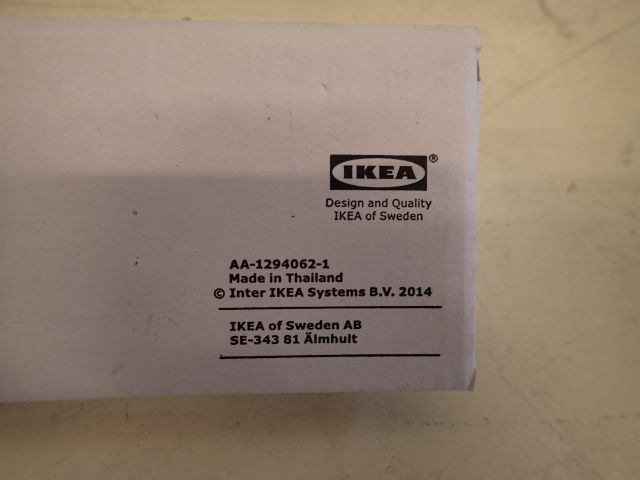 IKEA®
Design and Quality
IKEA of Sweden
AA-1294062-1
Made in Thailand
© Inter IKEA Systems B.V. 2014
IKEA of Sweden AB
SE-343 81 Älmhult